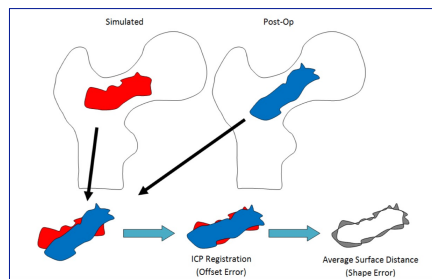 Simulated
Post-Op
ICP Registration
(Offset Error)
Average Surface Distance
(Shape Error)